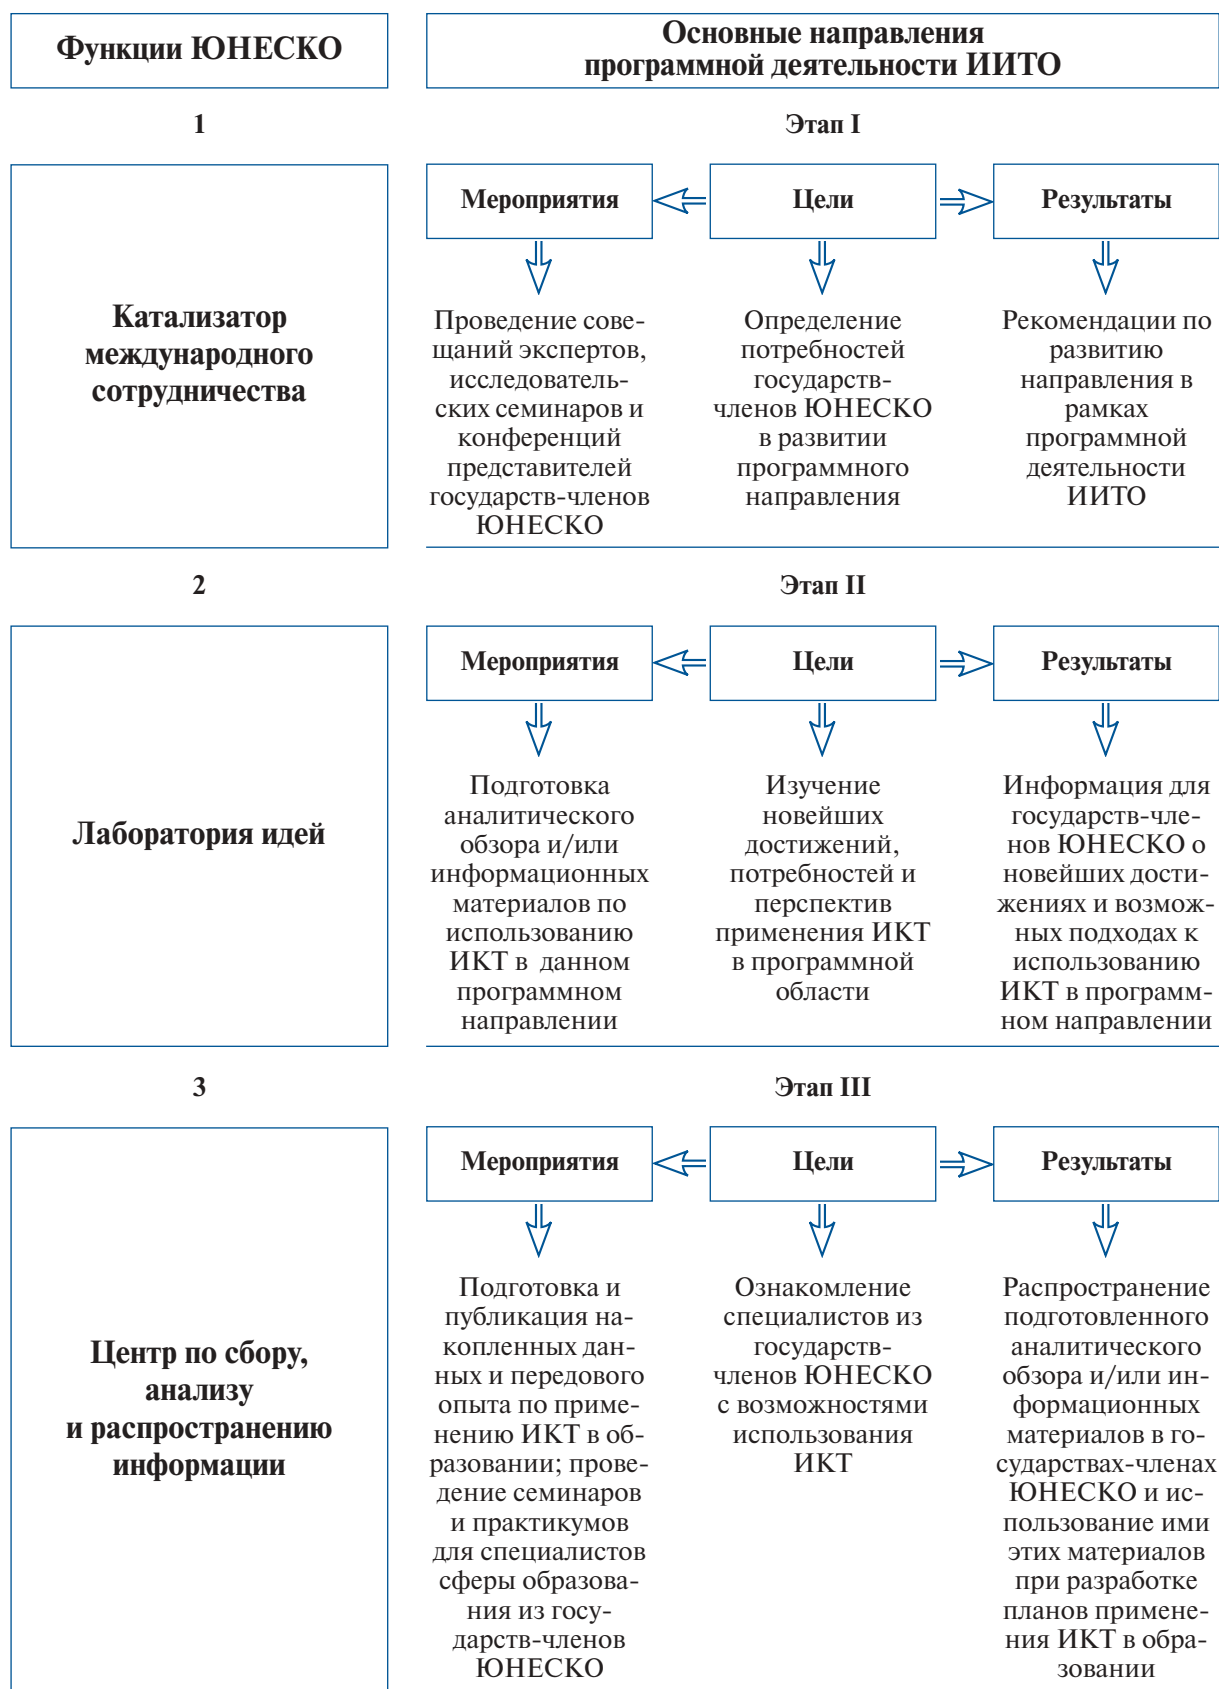 Функции ЮНЕСКО
Основные направления
программной деятельности ИИТО
1
Этап I
Катализатор
международного
сотрудничества
Мероприятия
Цели
Результаты
Проведение сове-
щаний экспертов,
исследователь-
ских семинаров и
конференций
представителей
государств-членов
ЮНЕСКО
Определение
потребностей
государств-
членов ЮНЕСКО
в развитии
программного
направления
Рекомендации по
развитию
направления в
рамках
программной
деятельности
ИИТО
2
Этап II
Лаборатория идей
Мероприятия
Цели
Результаты
Подготовка
аналитического
обзора и/или
информационных
материалов по
использованию
ИКТ в данном
программном
направлении
Изучение
новейших
достижений,
потребностей и
перспектив
применения ИКТ
в программной
области
Информация для
государств-чле-
нов ЮНЕСКО о
новейших дости-
жениях и возмож-
ных подходах к
использованию
ИКТ в программ-
ном направлении
3
Этап III
Центр по сбору,
анализу
и распространению
информации
Мероприятия
Цели
Результаты
Подготовка и
публикация на-
копленных дан-
ных и передового
опыта по приме-
нению ИКТ в об-
разовании; прове-
дение семинаров
и практикумов
для специалистов
сферы образова-
ния из госу-
дарств-членов
ЮНЕСКО
Ознакомление
специалистов из
государств-
членов ЮНЕСКО
с возможностями
использования
ИКТ
Распространение
подготовленного
аналитического
обзора и/или ин-
формационных
материалов в го-
сударствах-членах
ЮНЕСКО и ис-
пользование ими
этих материалов
при разработке
планов примене-
ния ИКТ в обра-
зовании